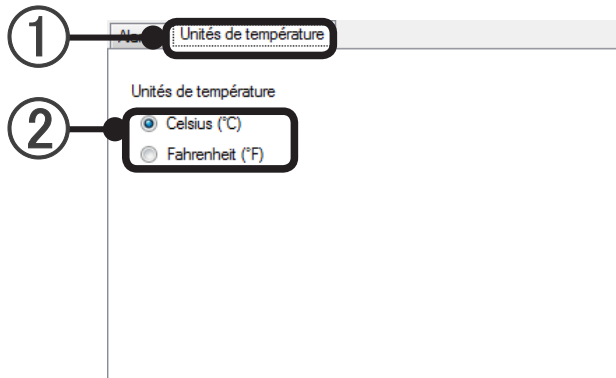 ① Unités de température
Unités de température
② Celsius (°C)
Fahrenheit (°F)